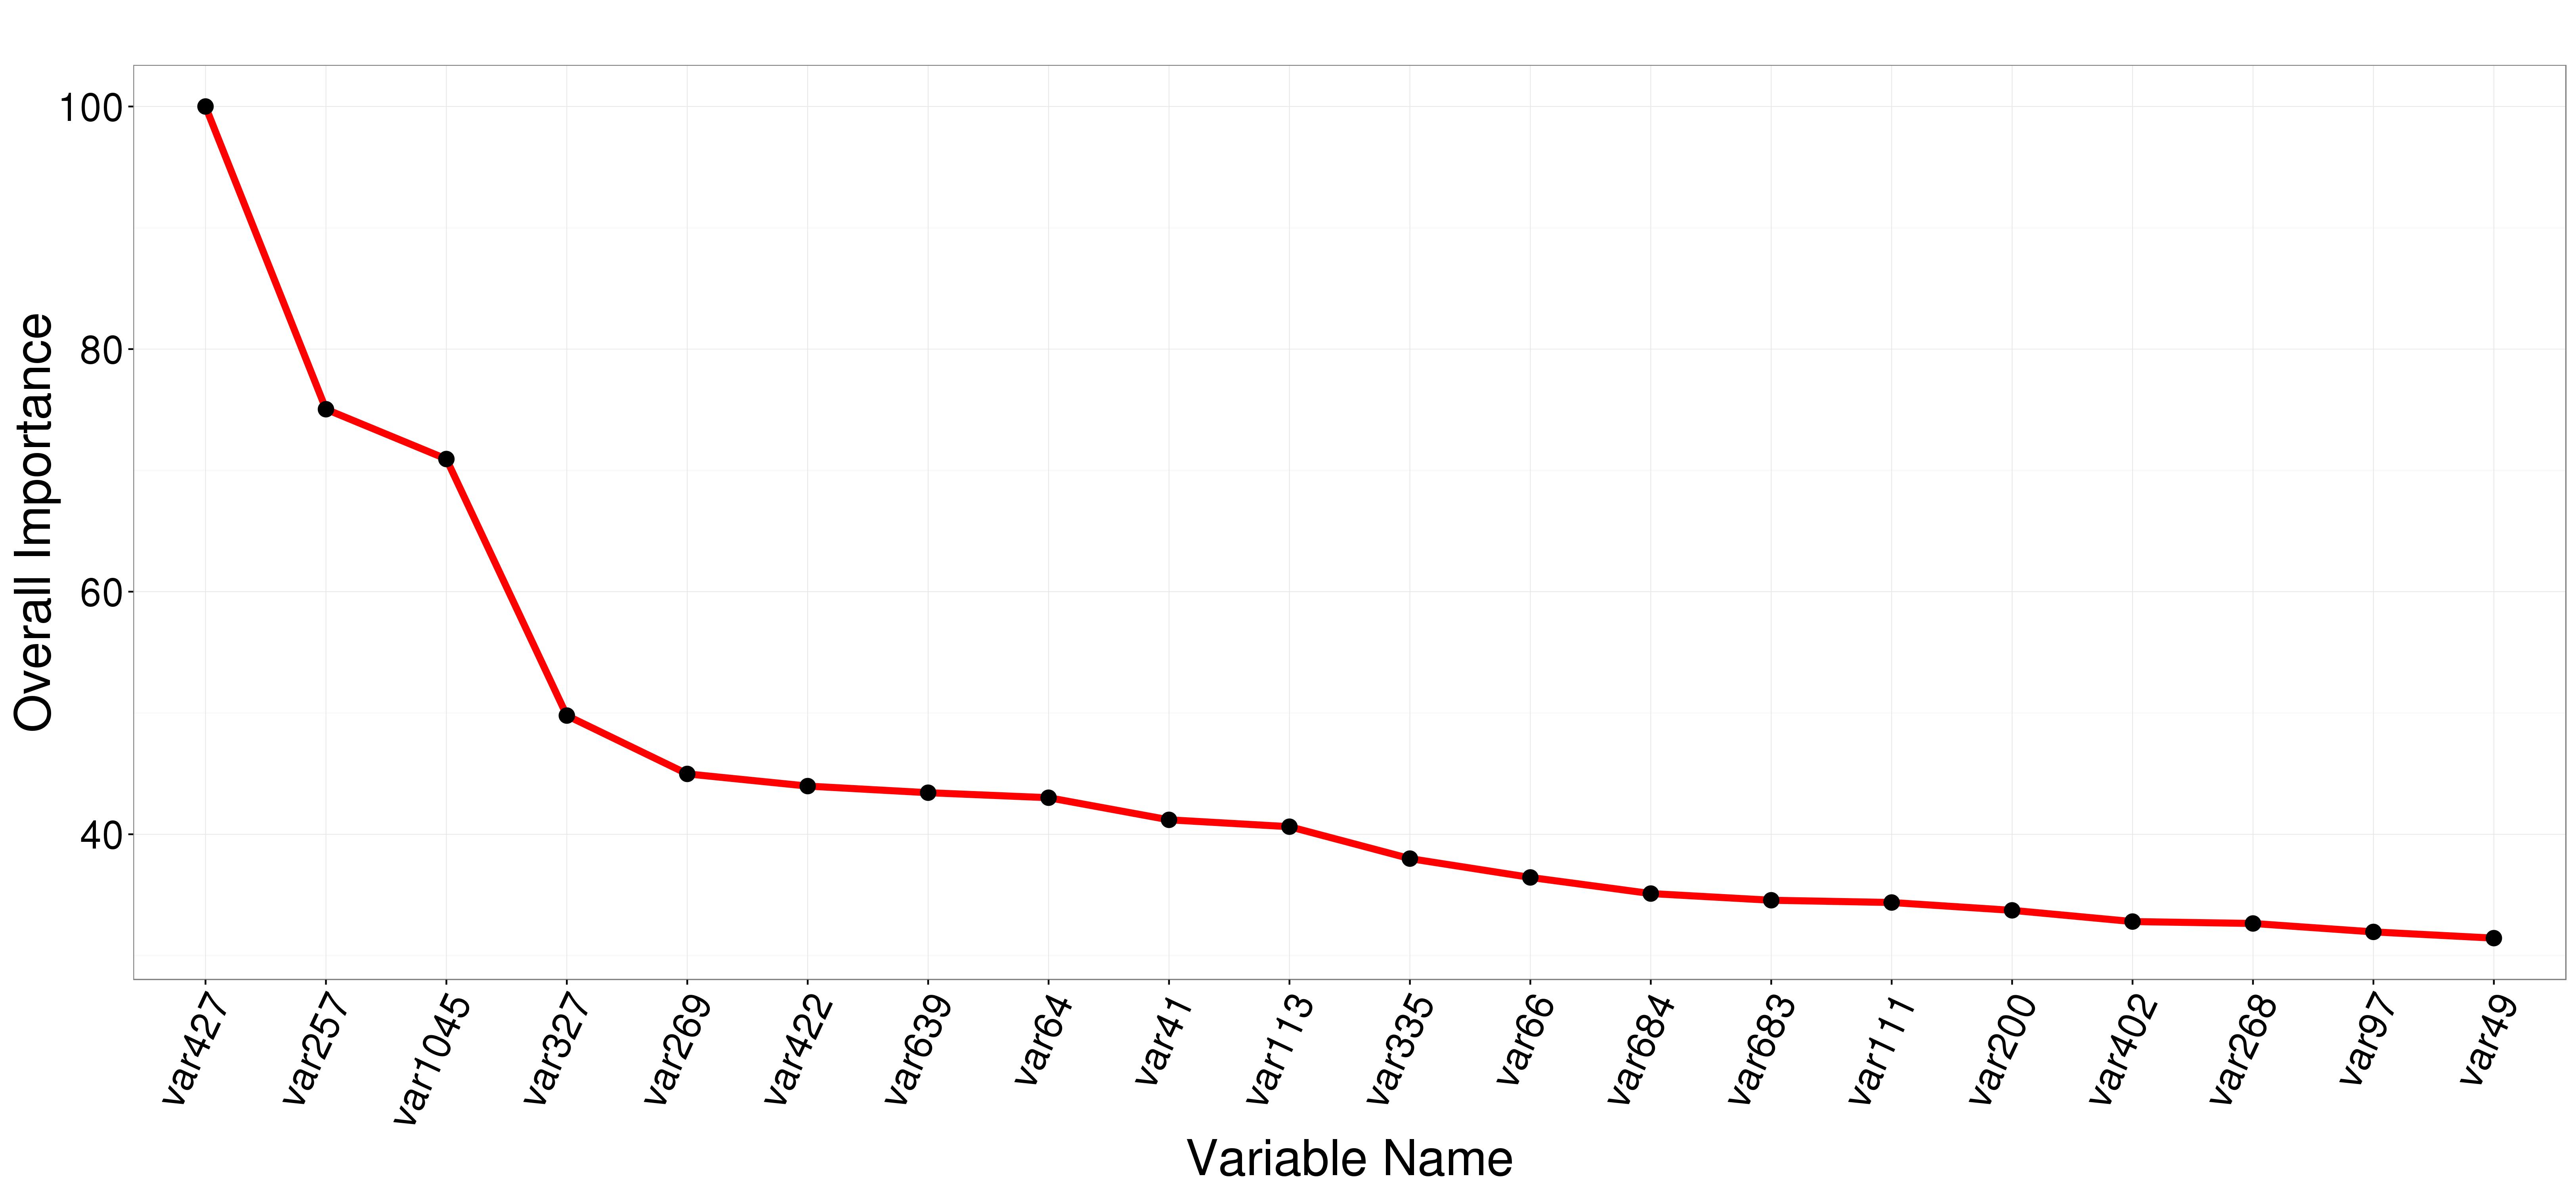 Overall Importance
100
80
60
40
var427
var257
var1045
var327
var269
var422
var639
var64
var41
var113
var335
var66
var684
var683
var111
var200
var402
var268
var97
var49
Variable Name